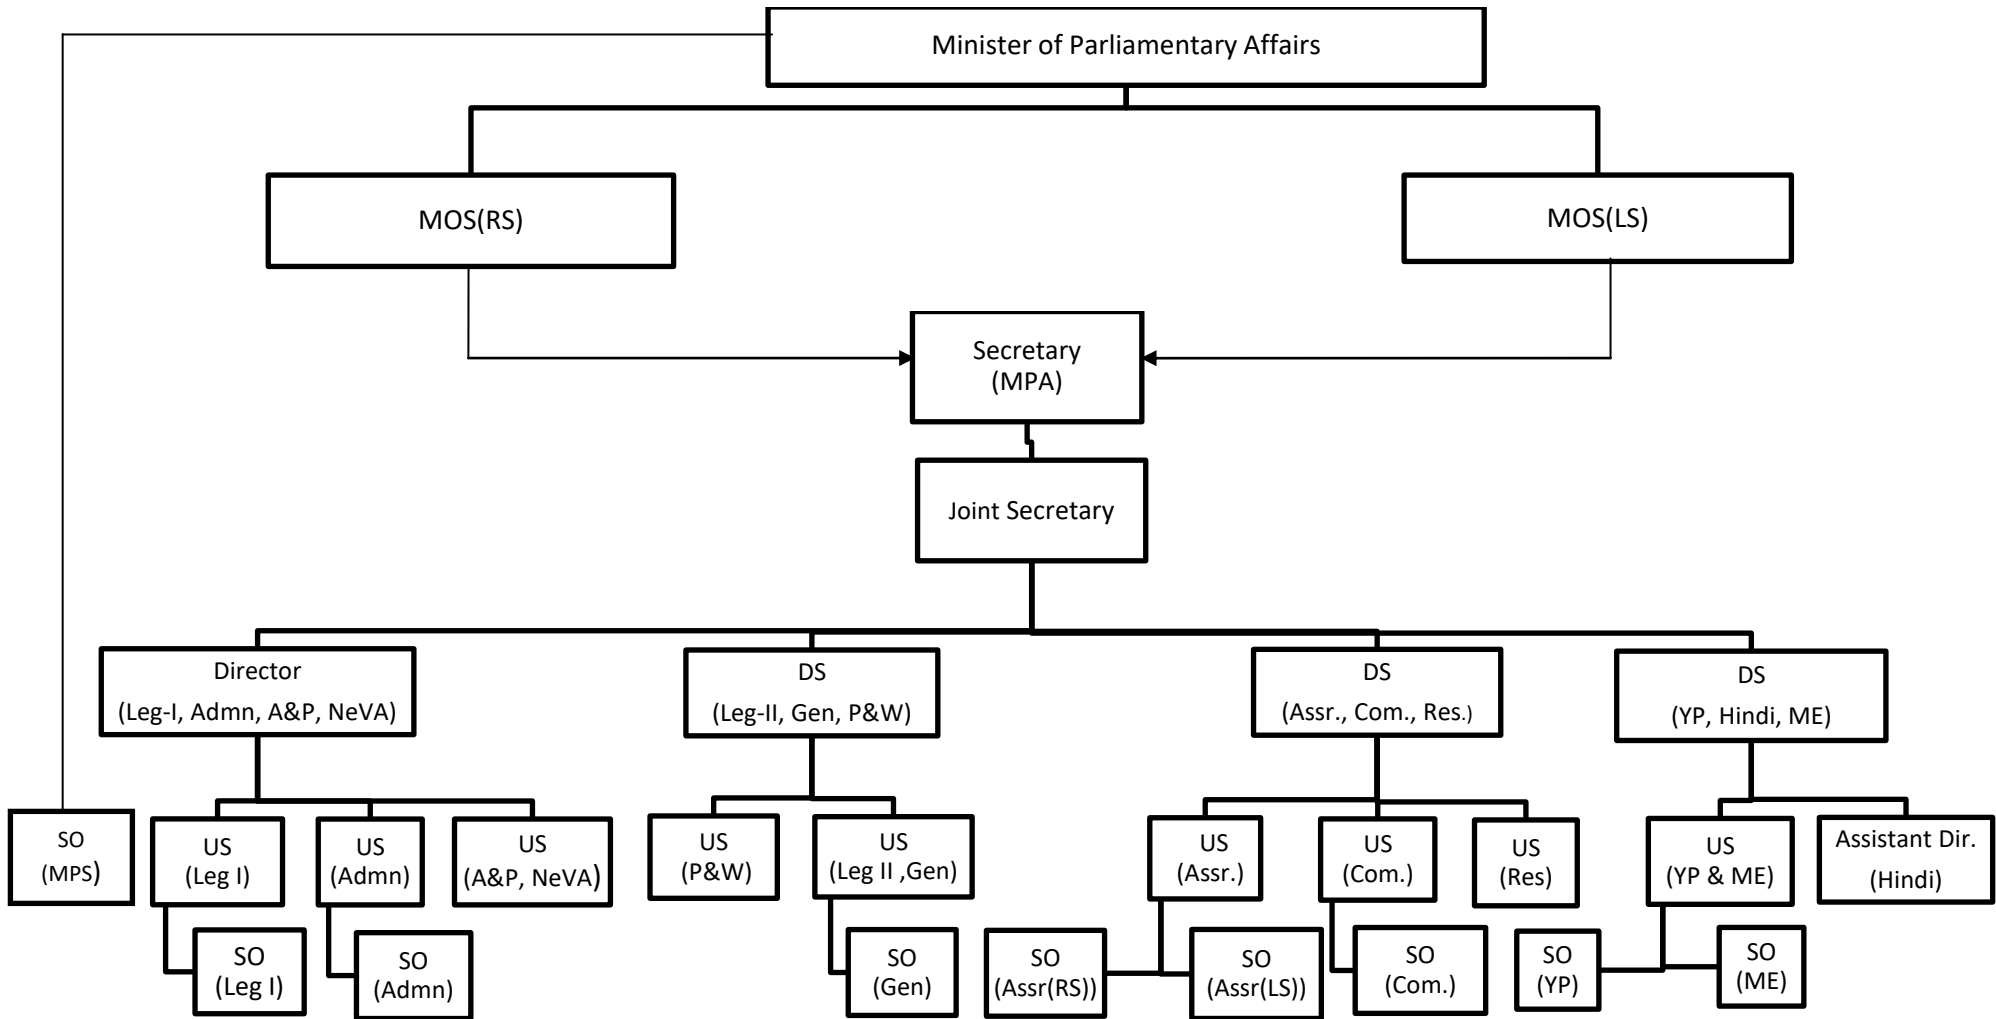 Minister of Parliamentary Affairs
MOS(RS)
MOS(LS)
Secretary
(MPA)
Joint Secretary
Director
(Leg-I, Admn, A&P, NeVA)
DS
(Leg-II, Gen, P&W)
DS
(Assr., Com., Res.)
DS
(YP, Hindi, ME)
SO
(MPS)
US
(Leg I)
US
(Admn)
US
(A&P, NeVA)
US
(P&W)
US
(Leg II ,Gen)
US
(Assr.)
US
(Com.)
US
(Res)
US
(YP & ME)
Assistant Dir.
(Hindi)
SO
(Leg I)
SO
(Admn)
SO
(Gen)
SO
(Assr(RS))
SO
(Assr(LS))
SO
(Com.)
SO
(YP)
SO
(ME)